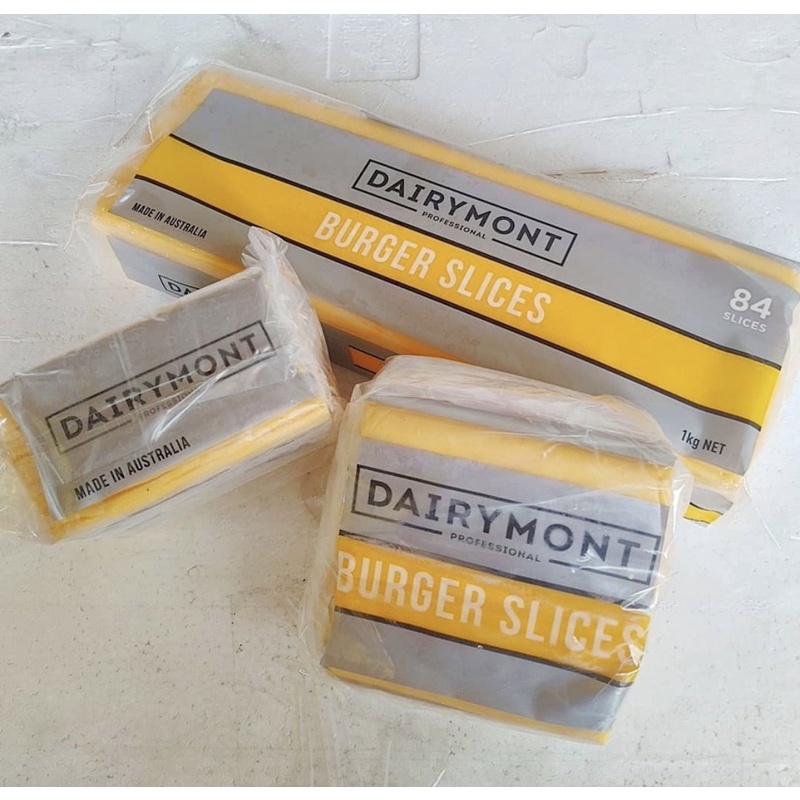 DAIRYMONT
PROFESSIONAL
BURGER SLICES
MADE IN AUSTRALIA
84
SLICES
1kg NET
DAIRYMONT
PROFESSIONAL
MADE IN AUSTRALIA
DAIRYMONT
PROFESSIONAL
BURGER SLICES